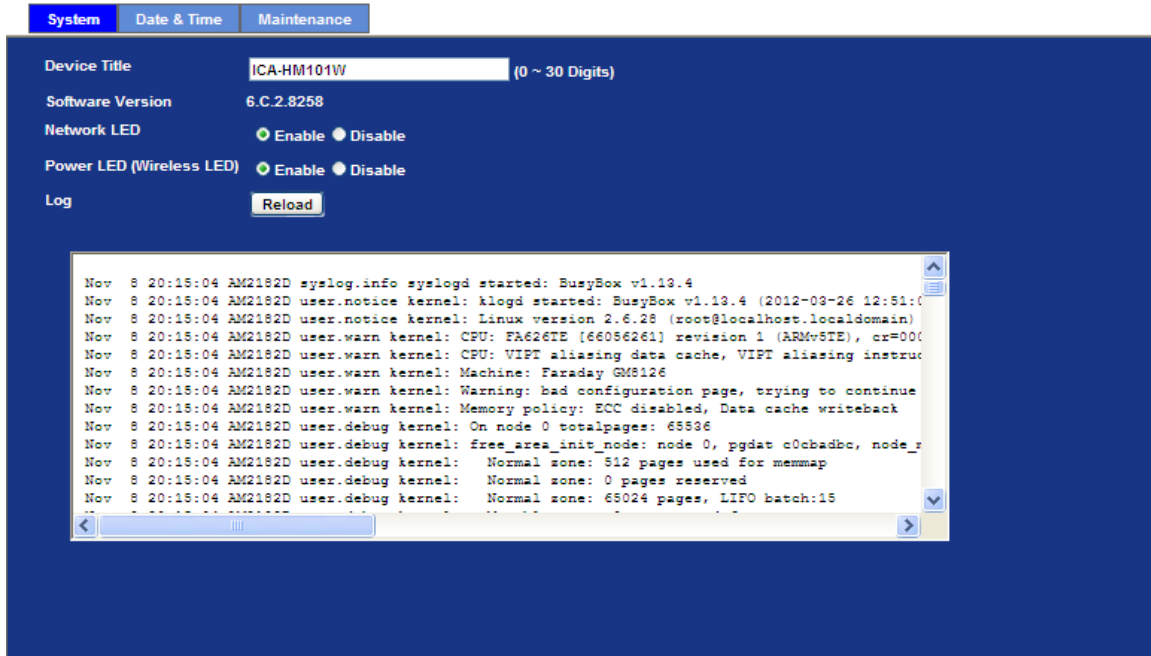 System Date & Time Maintenance
Device Title ICA-HM101W (0 ~ 30 Digits)
Software Version 6.C.2.8258
Network LED Enable Disable
Power LED (Wireless LED) Enable Disable
Log Reload
Nov 8 20:15:04 AM2182D syslog.info syslogd started: BusyBox v1.13.4
Nov 8 20:15:04 AM2182D user.notice kernel: klogd started: BusyBox v1.13.4 (2012-03-26 12:51:0
Nov 8 20:15:04 AM2182D user.notice kernel: Linux version 2.6.28 (root@localhost.localdomain)
Nov 8 20:15:04 AM2182D user.warn kernel: CPU: FA626TE [66056261] revision 1 (ARMv5TE), cr=000
Nov 8 20:15:04 AM2182D user.warn kernel: CPU: VIPT aliasing data cache, VIPT aliasing instruc
Nov 8 20:15:04 AM2182D user.warn kernel: Machine: Faraday GM8126
Nov 8 20:15:04 AM2182D user.warn kernel: Warning: bad configuration page, trying to continue
Nov 8 20:15:04 AM2182D user.warn kernel: Memory policy: ECC disabled, Data cache writeback
Nov 8 20:15:04 AM2182D user.debug kernel: On node 0 totalpages: 65536
Nov 8 20:15:04 AM2182D user.debug kernel: free_area_init_node: node 0, pgdat c0cbadbc, node_
Nov 8 20:15:04 AM2182D user.debug kernel: Normal zone: 512 pages used for memmap
Nov 8 20:15:04 AM2182D user.debug kernel: Normal zone: 0 pages reserved
Nov 8 20:15:04 AM2182D user.debug kernel: Normal zone: 65024 pages, LIFO batch:15